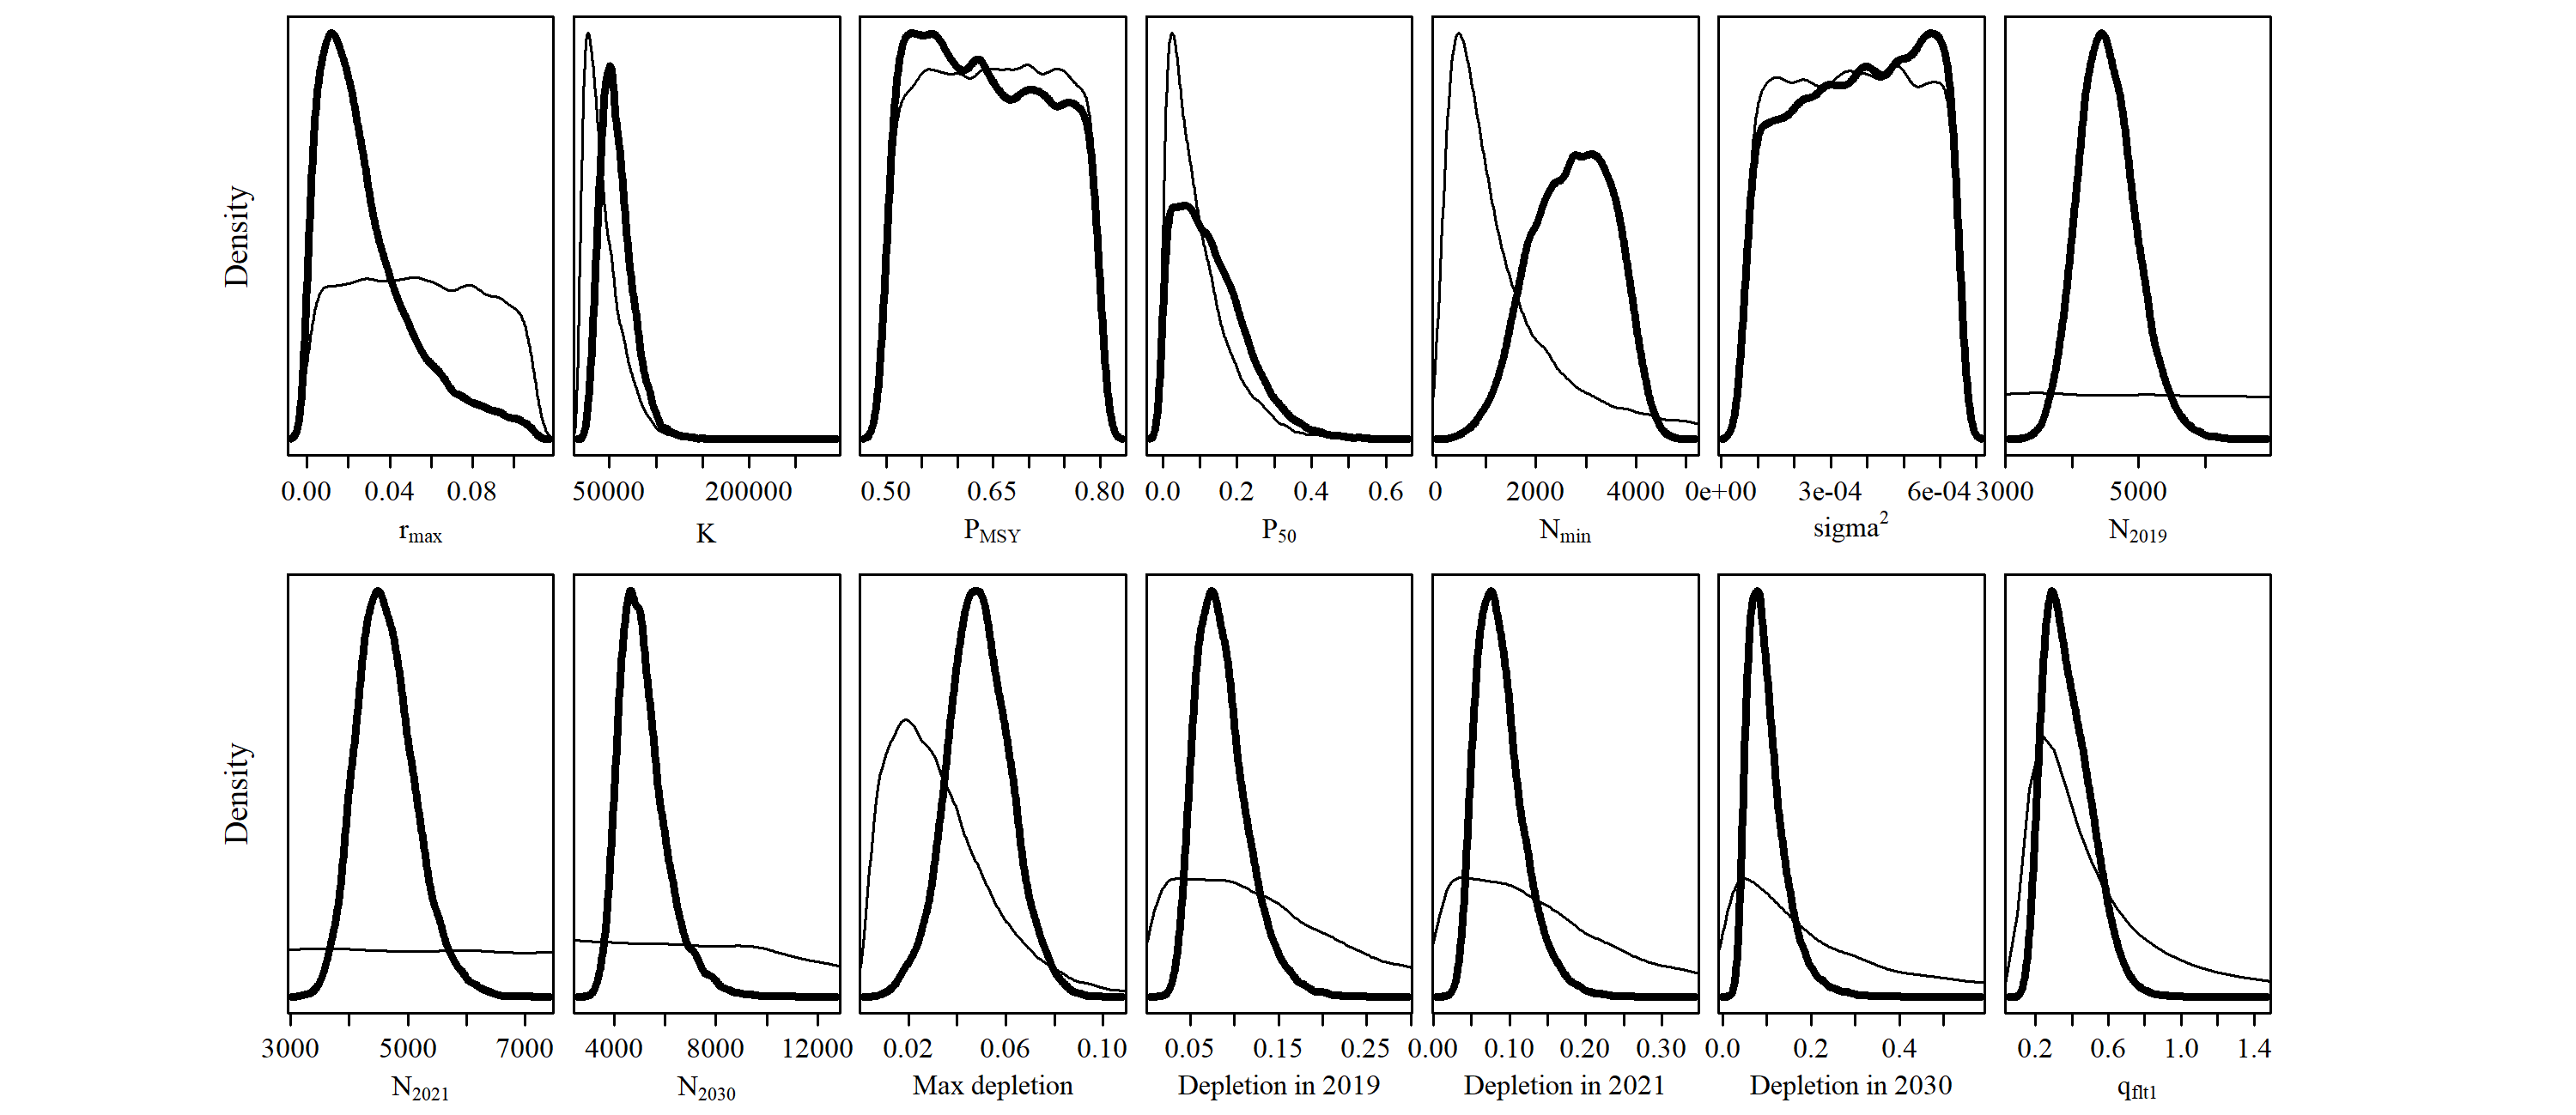 Density
0.00 0.04 0.08
r_max
50000 200000
K
0.50 0.65 0.80
P_MSY
0.0 0.2 0.4 0.6
P_50
0 2000 4000
N_min
0e+00 3e-04 6e-04
sigma²
3000 5000
N_2019
Density
3000 5000 7000
N_2021
4000 8000 12000
N_2030
0.02 0.06 0.10
Max depletion
0.05 0.15 0.25
Depletion in 2019
0.00 0.10 0.20 0.30
Depletion in 2021
0.0 0.2 0.4
Depletion in 2030
0.2 0.6 1.0 1.4
q_flt1